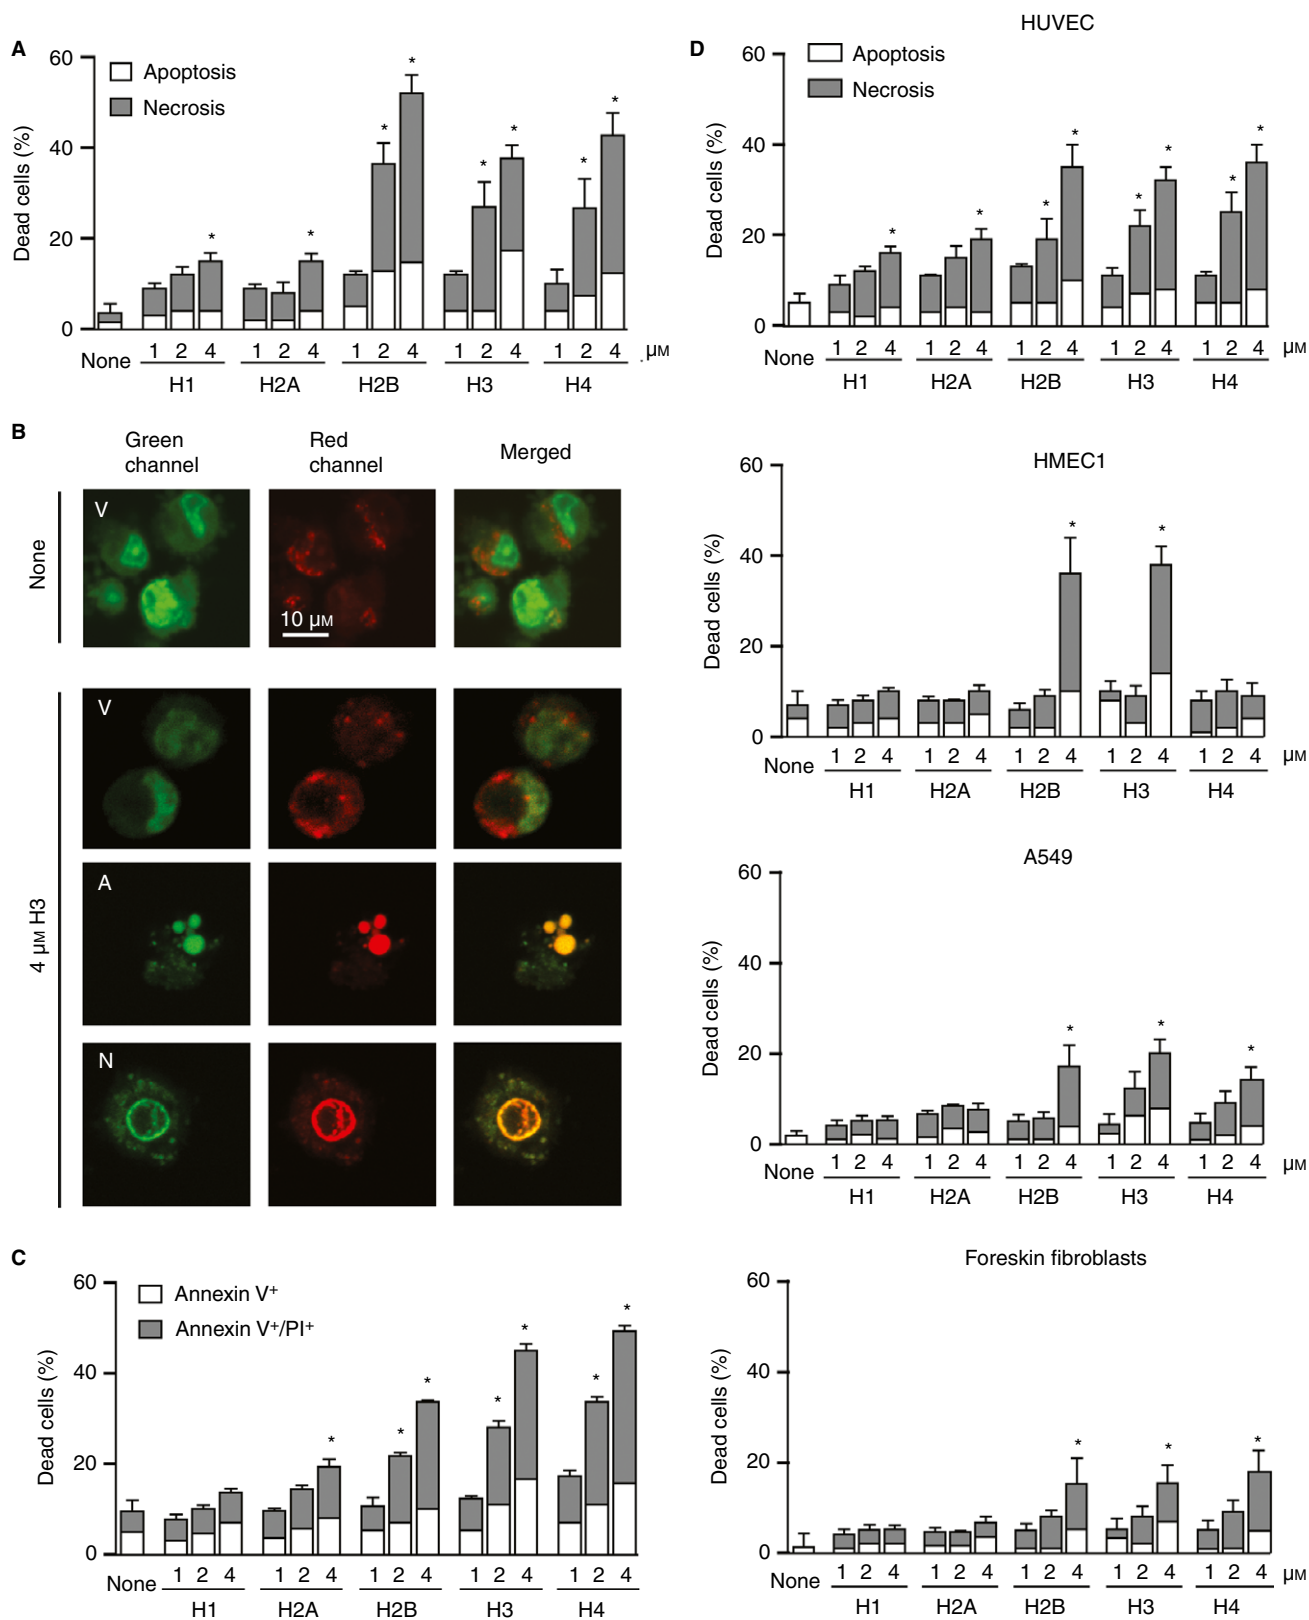 A
60
40
20
0
Dead cells (%)
Apoptosis
Necrosis
* * * * * * * *
None 1 2 4 1 2 4 1 2 4 1 2 4 1 2 4 .μM
H1 H2A H2B H3 H4
B
Green channel
Red channel
Merged
None
V
10 μM
4 μM H3
V
A
N
C
60
40
20
0
Dead cells (%)
Annexin V+
Annexin V+/PI+
* * * * * * *
None 1 2 4 1 2 4 1 2 4 1 2 4 1 2 4
H1 H2A H2B H3 H4
D
HUVEC
60
40
20
0
Dead cells (%)
Apoptosis
Necrosis
* * * * * * * *
None 1 2 4 1 2 4 1 2 4 1 2 4 1 2 4 μM
H1 H2A H2B H3 H4
HMEC1
60
40
20
0
Dead cells (%)
* *
None 1 2 4 1 2 4 1 2 4 1 2 4 1 2 4 μM
H1 H2A H2B H3 H4
A549
60
40
20
0
Dead cells (%)
* * *
None 1 2 4 1 2 4 1 2 4 1 2 4 1 2 4 μM
H1 H2A H2B H3 H4
Foreskin fibroblasts
60
40
20
0
Dead cells (%)
* * *
None 1 2 4 1 2 4 1 2 4 1 2 4 1 2 4 μM
H1 H2A H2B H3 H4